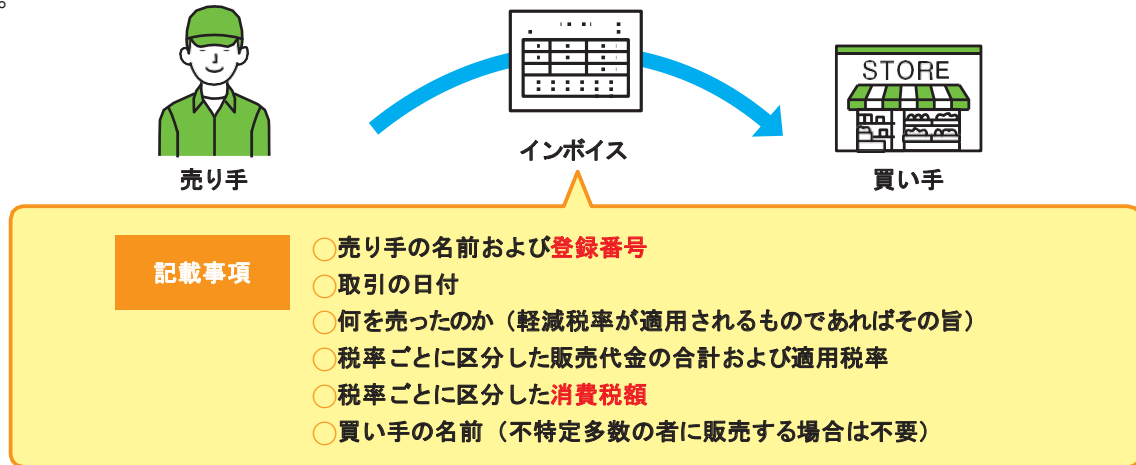 。
STORE
インボイス
売り手
買い手
記載事項
○売り手の名前および登録番号
○取引の日付
○何を売ったのか（軽減税率が適用されるものであればその旨）
○税率ごとに区分した販売代金の合計および適用税率
○税率ごとに区分した消費税額
○買い手の名前（不特定多数の者に販売する場合は不要）